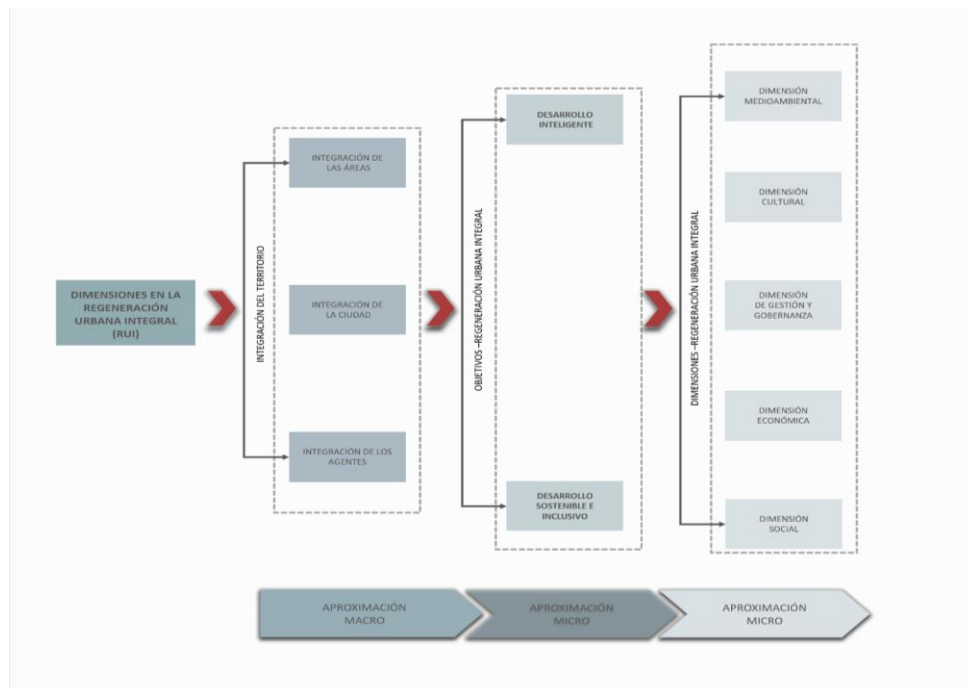 DIMENSIONES EN LA
REGENERACIÓN
URBANA INTEGRAL
(RUI)
INTEGRACIÓN DEL TERRITORIO
INTEGRACIÓN DE
LAS ÁREAS
INTEGRACIÓN DE
LA CIUDAD
INTEGRACIÓN DE LOS
AGENTES
OBJETIVOS –REGENERACIÓN URBANA INTEGRAL
DESARROLLO
INTELIGENTE
DESARROLLO
SOSTENIBLE E
INCLUSIVO
DIMENSIONES –REGENERACIÓN URBANA INTEGRAL
DIMENSIÓN
MEDIOAMBIENTAL
DIMENSIÓN
CULTURAL
DIMENSIÓN
DE GESTIÓN Y
GOBERNANZA
DIMENSIÓN
ECONÓMICA
DIMENSIÓN
SOCIAL
APROXIMACIÓN
MACRO
APROXIMACIÓN
MICRO
APROXIMACIÓN
MICRO